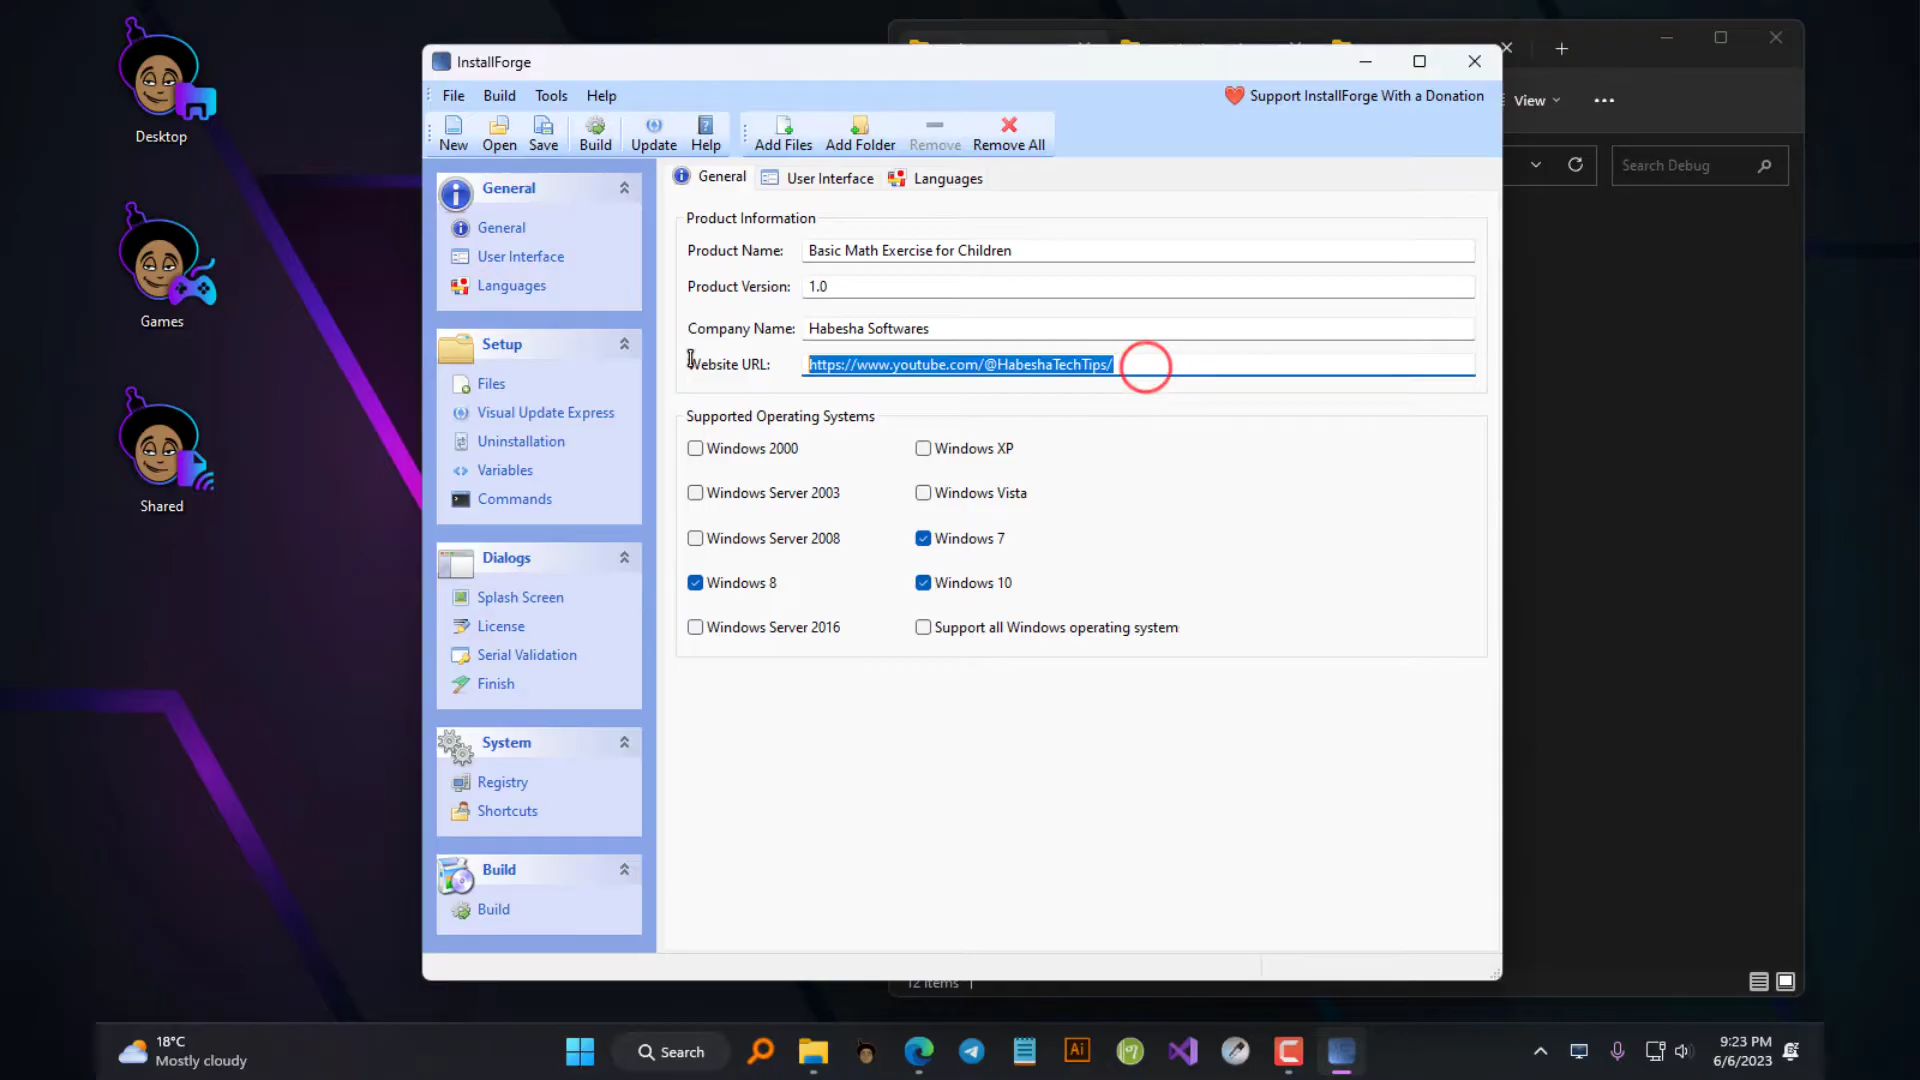 Desktop
Games
Shared
InstallForge
File Build Tools Help
Support InstallForge With a Donation
New Open Save Build Update Help Add Files Add Folder Remove Remove All
View
Search Debug
General
General
User Interface
Languages
Setup
Files
Visual Update Express
Uninstallation
Variables
Commands
Dialogs
Splash Screen
License
Serial Validation
Finish
System
Registry
Shortcuts
Build
Build
General User Interface Languages
Product Information
Product Name: Basic Math Exercise for Children
Product Version: 1.0
Company Name: Habesha Softwares
Website URL: https://www.youtube.com/@HabeshaTechTips/
Supported Operating Systems
Windows 2000 Windows XP
Windows Server 2003 Windows Vista
Windows Server 2008 Windows 7
Windows 8 Windows 10
Windows Server 2016 Support all Windows operating system
12 items
18°C
Mostly cloudy
Search
Ai
9:23 PM
6/6/2023